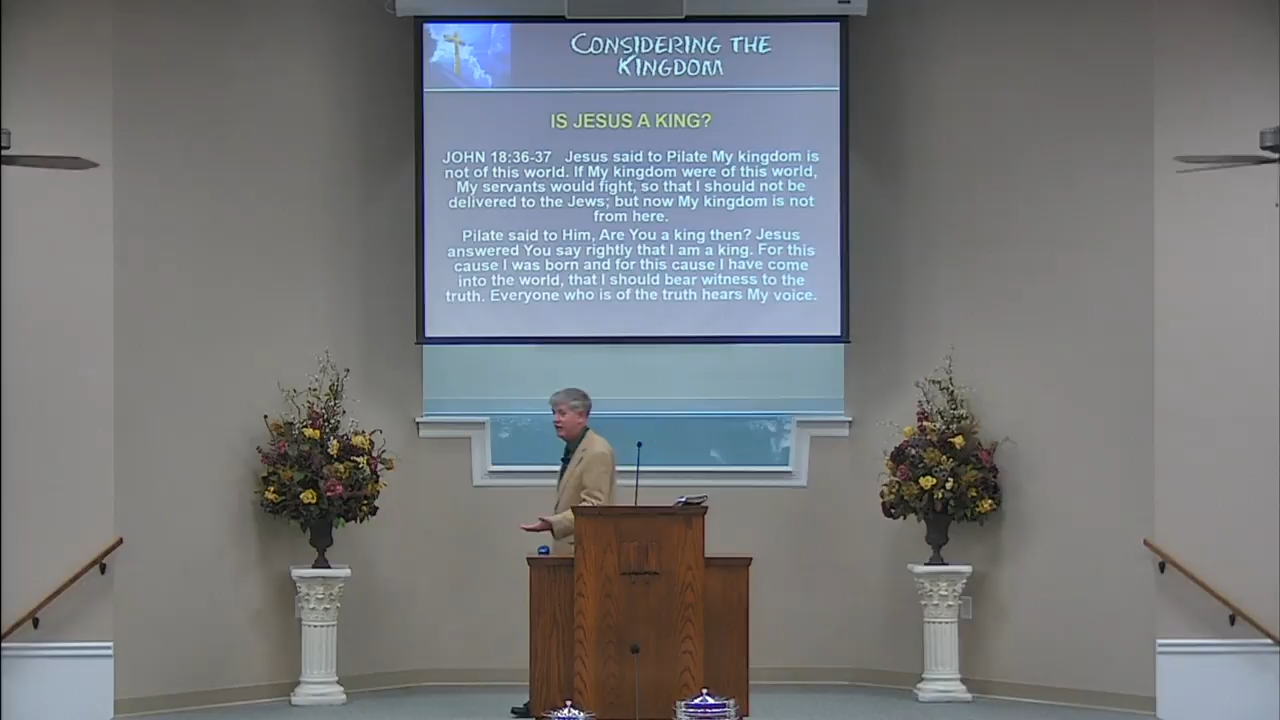 CONSIDERING THE
KINGDOM
IS JESUS A KING?
JOHN 18:36-37 Jesus said to Pilate My kingdom is
not of this world. If My kingdom were of this world,
My servants would fight, so that I should not be
delivered to the Jews; but now My kingdom is not
from here.
Pilate said to Him, Are You a king then? Jesus
answered You say rightly that I am a king. For this
cause I was born and for this cause I have come
into the world, that I should bear witness to the
truth. Everyone who is of the truth hears My voice.